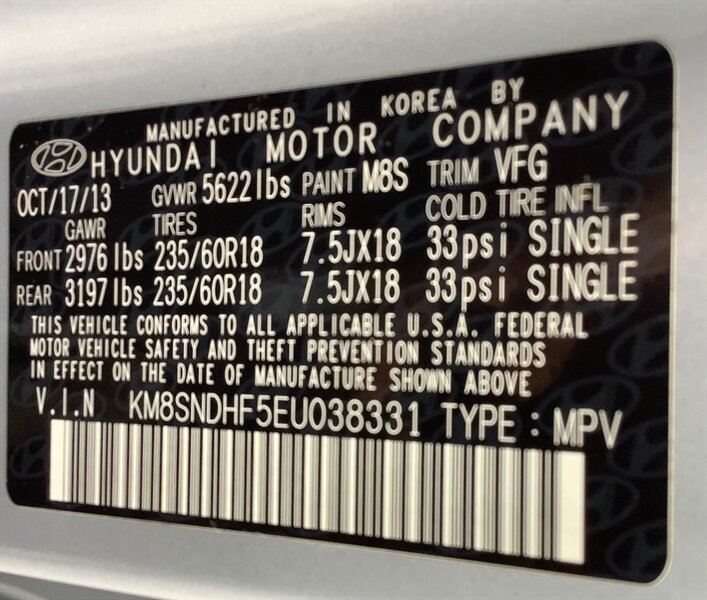 MANUFACTURED IN KOREA BY
HYUNDAI MOTOR COMPANY
OCT/17/13 GVWR 5622lbs PAINT M8S TRIM VFG
GAWR TIRES RIMS COLD TIRE INFL
FRONT 2976 lbs 235/60R18 7.5JX18 33psi SINGLE
REAR 3197 lbs 235/60R18 7.5JX18 33psi SINGLE
THIS VEHICLE CONFORMS TO ALL APPLICABLE U.S.A. FEDERAL
MOTOR VEHICLE SAFETY AND THEFT PREVENTION STANDARDS
IN EFFECT ON THE DATE OF MANUFACTURE SHOWN ABOVE
V.I.N KM8SNDHF5EU038331 TYPE : MPV